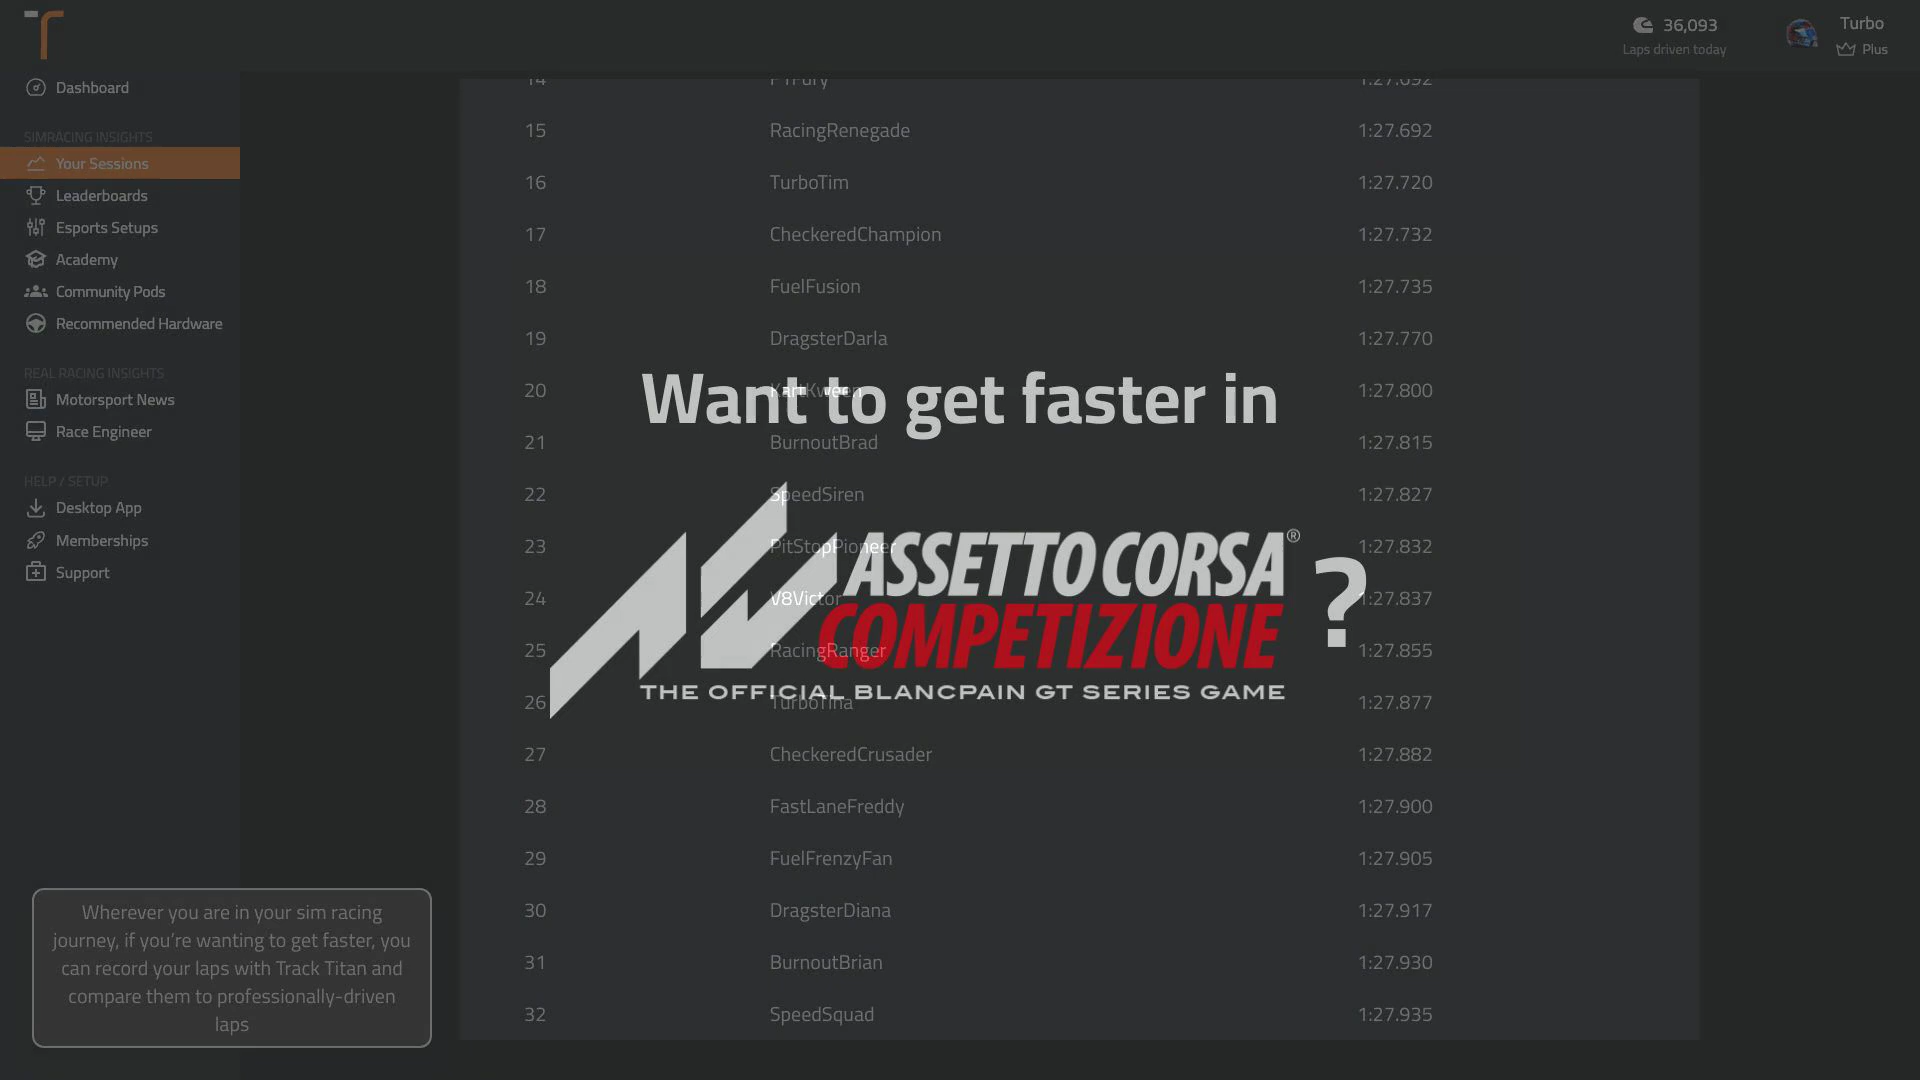 36,093
Laps driven today
Turbo
Plus
Dashboard
SIMRACING INSIGHTS
Your Sessions
Leaderboards
Esports Setups
Academy
Community Pods
Recommended Hardware
REAL RACING INSIGHTS
Motorsport News
Race Engineer
HELP / SETUP
Desktop App
Memberships
Support
Wherever you are in your sim racing
journey, if you're wanting to get faster, you
can record your laps with Track Titan and
compare them to professionally-driven
laps
14 1:27.692
15 RacingRenegade 1:27.692
16 TurboTim 1:27.720
17 CheckeredChampion 1:27.732
18 FuelFusion 1:27.735
19 DragsterDarla 1:27.770
20 KartKween 1:27.800
21 BurnoutBrad 1:27.815
22 SpeedSiren 1:27.827
23 PitStopPioneer 1:27.832
24 V8Victor 1:27.837
25 RacingRanger 1:27.855
26 TurboTina 1:27.877
27 CheckeredCrusader 1:27.882
28 FastLaneFreddy 1:27.900
29 FuelFrenzyFan 1:27.905
30 DragsterDiana 1:27.917
31 BurnoutBrian 1:27.930
32 SpeedSquad 1:27.935
Want to get faster in
ASSETTO CORSA®
COMPETIZIONE ?
THE OFFICIAL BLANCPAIN GT SERIES GAME